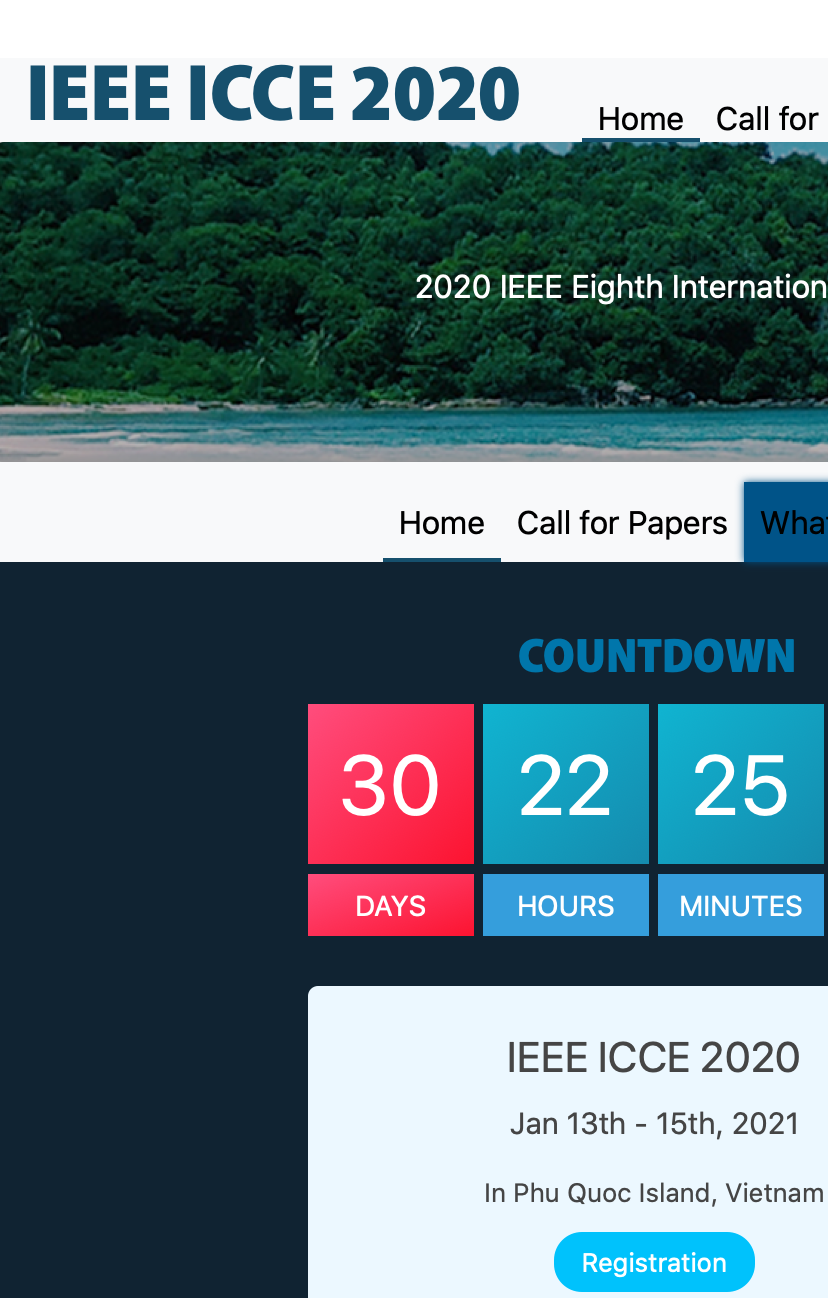 IEEE ICCE 2020
Home Call for
2020 IEEE Eighth Internation
Home Call for Papers What
COUNTDOWN
30 22 25
DAYS HOURS MINUTES
IEEE ICCE 2020
Jan 13th - 15th, 2021
In Phu Quoc Island, Vietnam
Registration